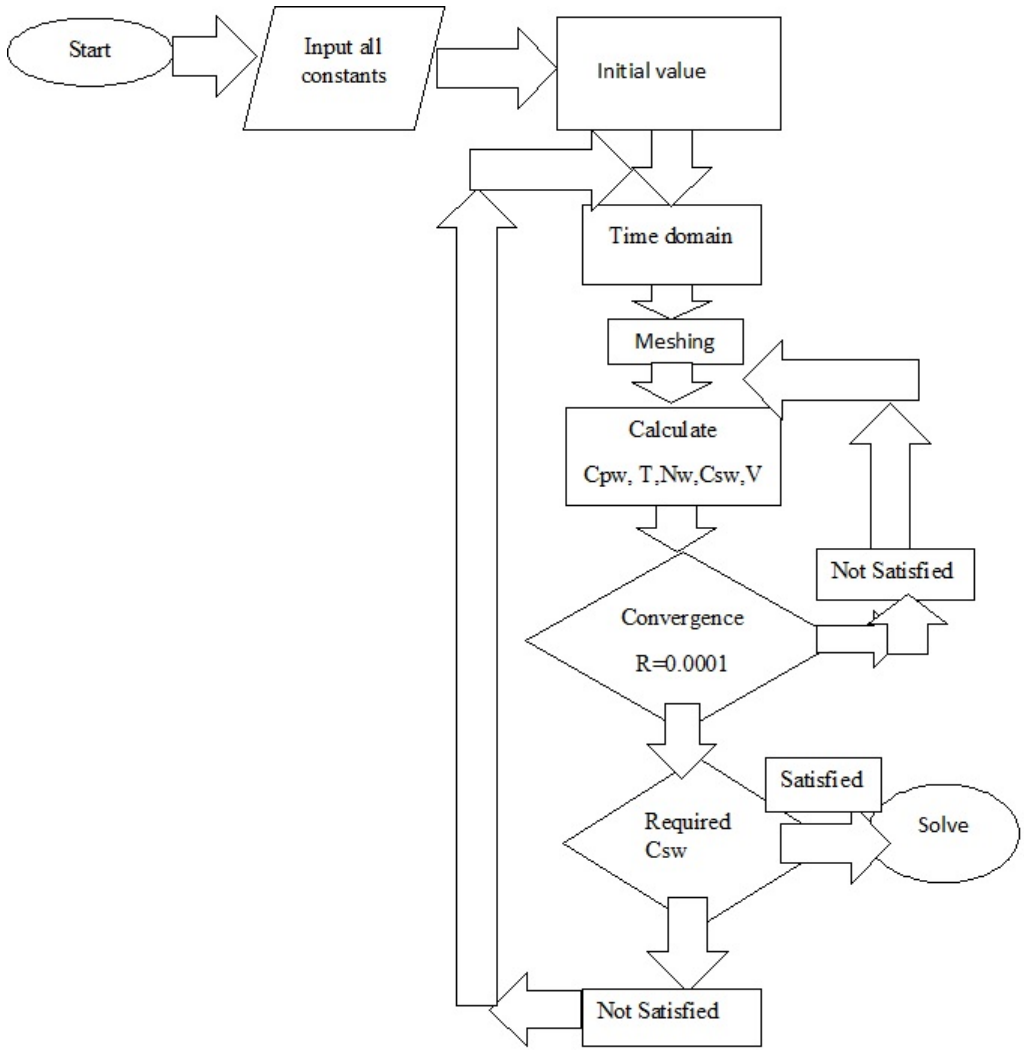 Start
Input all
constants
Initial value
Time domain
Meshing
Calculate
Cpw, T,Nw,Csw,V
Not Satisfied
Convergence
R=0.0001
Satisfied
Required
Csw
Solve
Not Satisfied